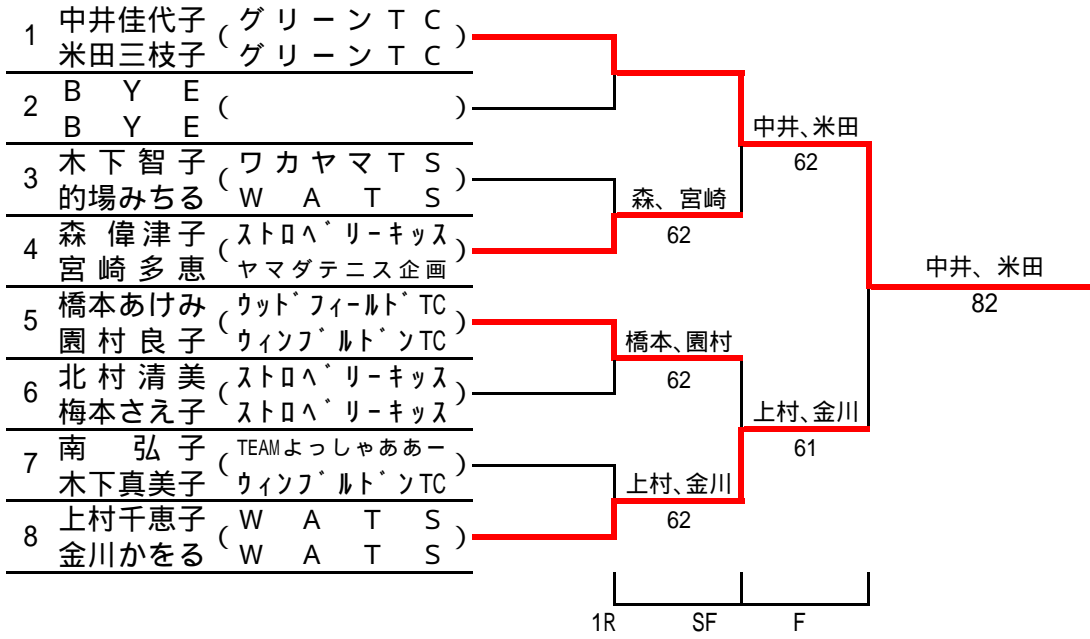 1 中井佳代子 (グリーンTC)
米田三枝子 グリーンTC
2 BYE ( )
BYE
3 木下智子 (ワカヤマTS)
的場みちる WATS
4 森偉津子 (ストロベリーキッス)
宮崎多恵 ヤマダテニス企画
5 橋本あけみ (ウッドフィールドTC)
園村良子 ウィンブルドンTC
6 北村清美 (ストロベリーキッス)
梅本さえ子 ストロベリーキッス
7 南弘子 (TEAMよっしゃああー)
木下真美子 ウィンブルドンTC
8 上村千恵子 (WATS)
金川かをる WATS
森、宮崎
62
橋本、園村
62
上村、金川
62
中井、米田
62
上村、金川
61
中井、米田
82
1R SF F